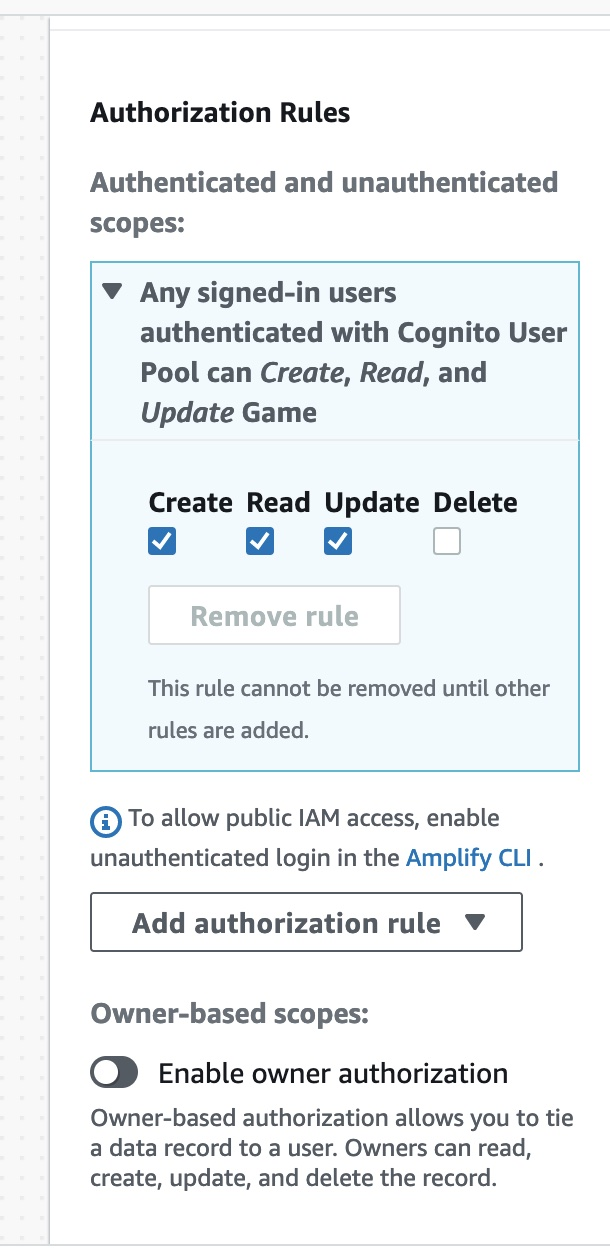 Authorization Rules
Authenticated and unauthenticated
scopes:
Any signed-in users
authenticated with Cognito User
Pool can Create, Read, and
Update Game
Create Read Update Delete
Remove rule
This rule cannot be removed until other
rules are added.
To allow public IAM access, enable
unauthenticated login in the Amplify CLI .
Add authorization rule
Owner-based scopes:
Enable owner authorization
Owner-based authorization allows you to tie
a data record to a user. Owners can read,
create, update, and delete the record.